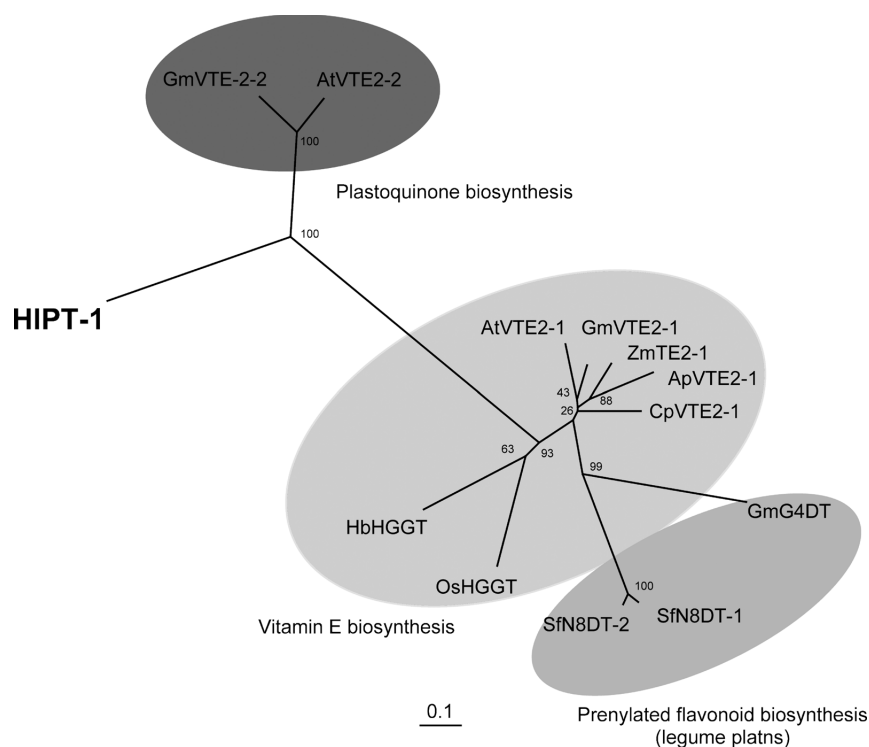 GmVTE-2-2
AtVTE2-2
100
Plastoquinone biosynthesis
100
HIPT-1
AtVTE2-1
GmVTE2-1
ZmTE2-1
ApVTE2-1
43
88
26
CpVTE2-1
63
93
99
HbHGGT
GmG4DT
OsHGGT
100
SfN8DT-2
SfN8DT-1
Vitamin E biosynthesis
0.1
Prenylated flavonoid biosynthesis
(legume platns)